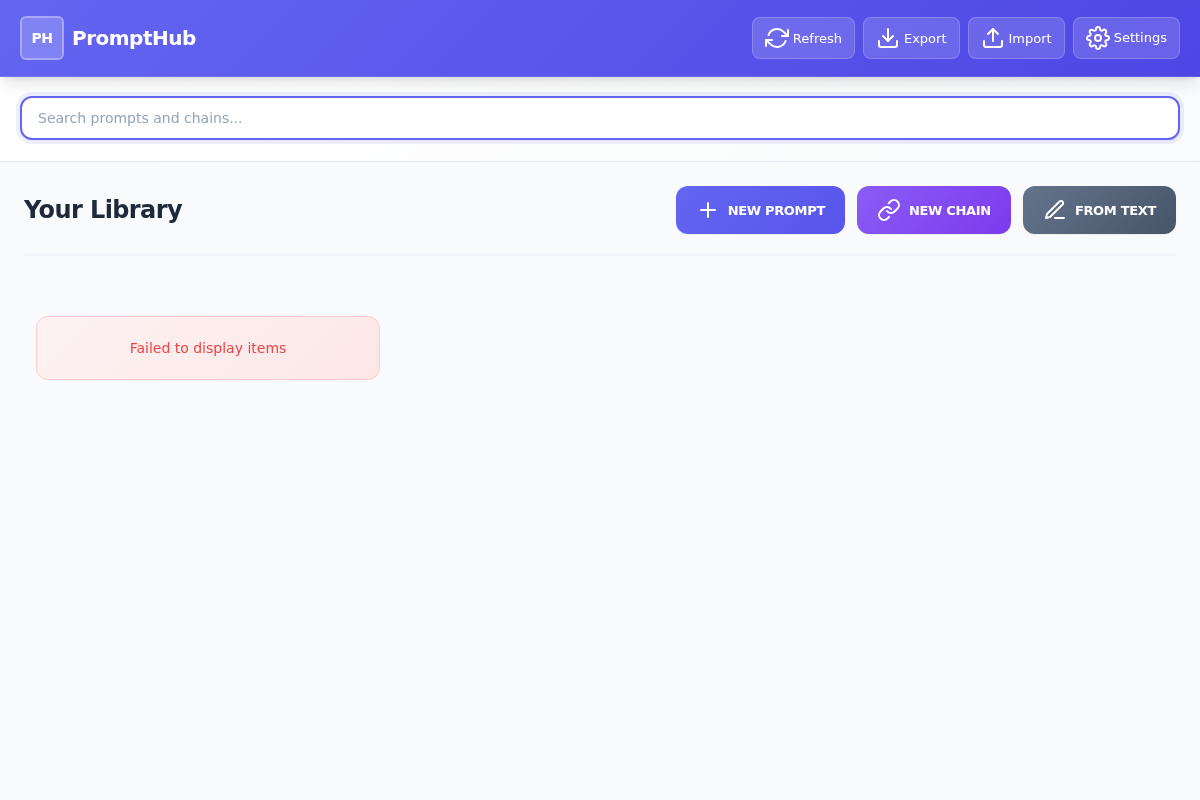 PH
PromptHub
Refresh
Export
Import
Settings
Search prompts and chains...
Your Library
NEW PROMPT
NEW CHAIN
FROM TEXT
Failed to display items